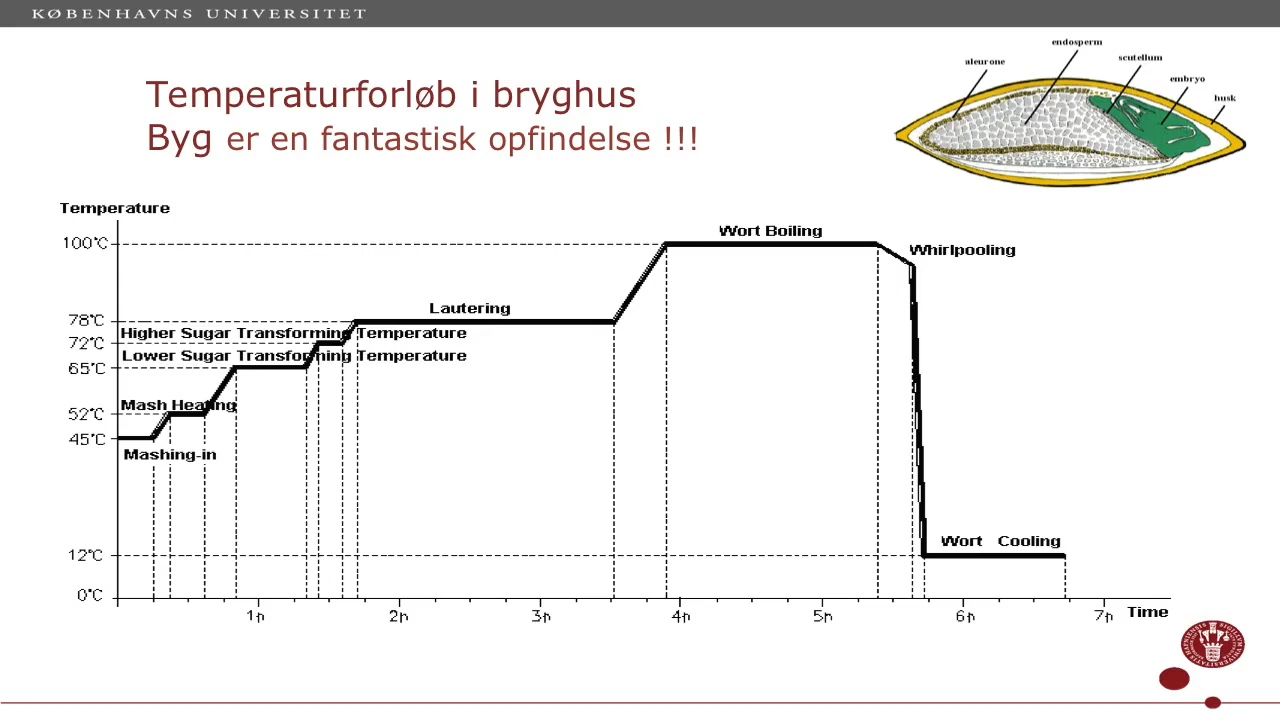 KØBENHAVNS UNIVERSITET
Temperaturforløb i bryghus
Byg er en fantastisk opfindelse !!!
endosperm
aleurone
scutellum
embryo
husk
Temperature
100°C
Wort Boiling
Whirlpooling
Lautering
78°C
Higher Sugar Transforming Temperature
72°C
Lower Sugar Transforming Temperature
65°C
Mash Heating
52°C
45°C
Mashing-in
Wort Cooling
12°C
0°C
1h 2h 3h 4h 5h 6h 7h Time